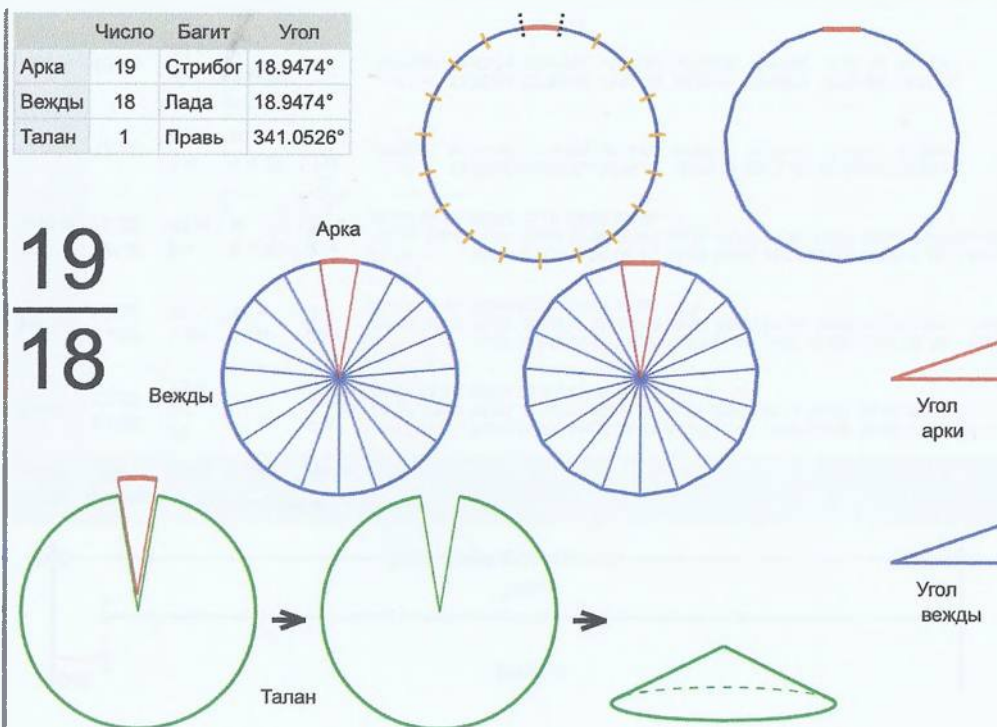 Число Багит Угол
Арка 19 Стрибог 18.9474°
Вежды 18 Лада 18.9474°
Талан 1 Правь 341.0526°
19
18
Арка
Вежды
Угол
арки
Угол
вежды
Талан